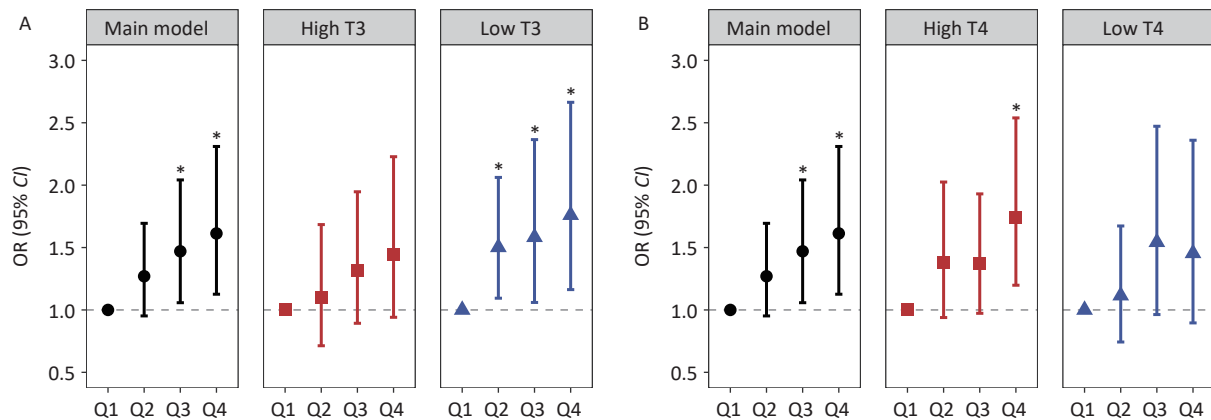 A
Main model
High T3
Low T3
OR (95% CI)
3.0
2.5
2.0
1.5
1.0
0.5
*
*
*
*
*
Q1 Q2 Q3 Q4
Q1 Q2 Q3 Q4
Q1 Q2 Q3 Q4
B
Main model
High T4
Low T4
OR (95% CI)
3.0
2.5
2.0
1.5
1.0
0.5
*
*
*
Q1 Q2 Q3 Q4
Q1 Q2 Q3 Q4
Q1 Q2 Q3 Q4